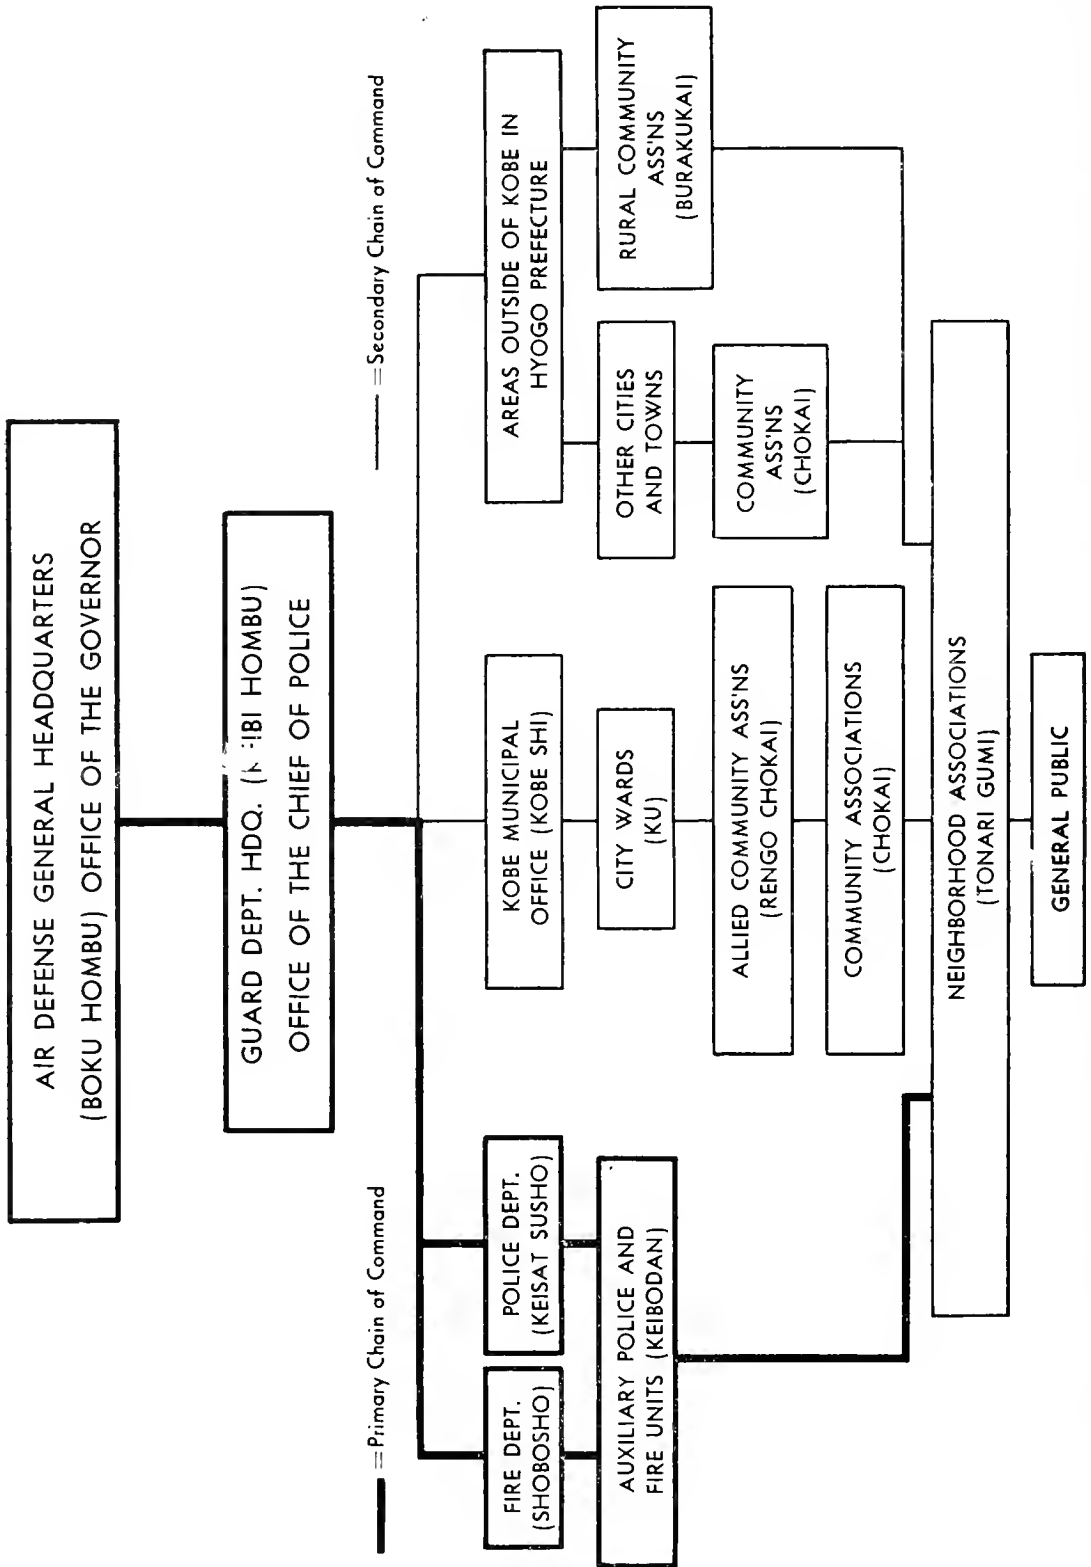 AIR DEFENSE GENERAL HEADQUARTERS
(BOKU HOMBU) OFFICE OF THE GOVERNOR
GUARD DEPT. HDQ. ( IBI HOMBU)
OFFICE OF THE CHIEF OF POLICE
=Primary Chain of Command
=Secondary Chain of Command
FIRE DEPT.
(SHOBOSHO)
POLICE DEPT.
(KEISAT SUSHO)
AUXILIARY POLICE AND
FIRE UNITS (KEIBODAN)
KOBE MUNICIPAL
OFFICE (KOBE SHI)
CITY WARDS
(KU)
ALLIED COMMUNITY ASS'NS
(RENGO CHOKAI)
COMMUNITY ASSOCIATIONS
(CHOKAI)
AREAS OUTSIDE OF KOBE IN
HYOGO PREFECTURE
OTHER CITIES
AND TOWNS
COMMUNITY
ASS'NS
(CHOKAI)
RURAL COMMUNITY
ASS'NS
(BURAKUKAI)
NEIGHBORHOOD ASSOCIATIONS
(TONARI GUMI)
GENERAL PUBLIC